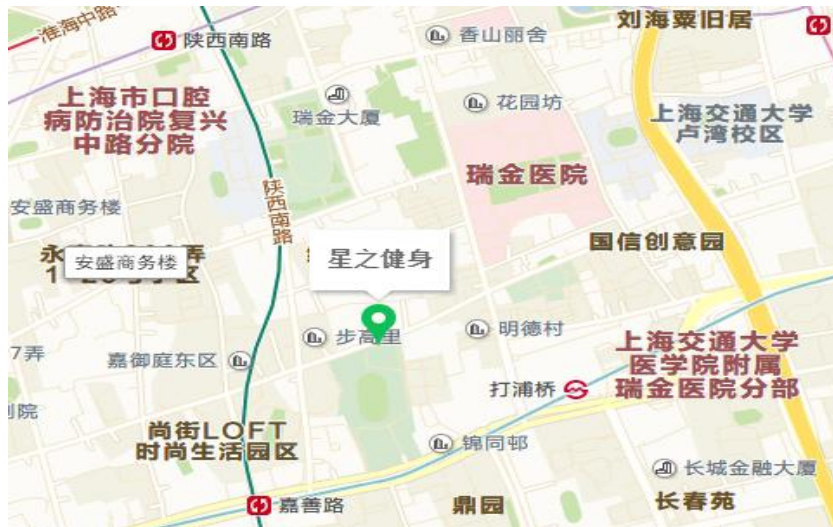 淮海中路
陕西南路
香山丽舍
刘海粟旧居
上海市口腔
病防治院复兴
中路分院
瑞金大厦
花园坊
上海交通大学
卢湾校区
瑞金医院
陕西南路
安盛商务楼
国信创意园
安盛商务楼
星之健身
步高里
明德村
7弄
嘉御庭东区
上海交通大学
医学院附属
瑞金医院分部
打浦桥
剧院
尚街LOFT
时尚生活园区
锦同邨
长城金融大厦
嘉善路
鼎园
长春苑